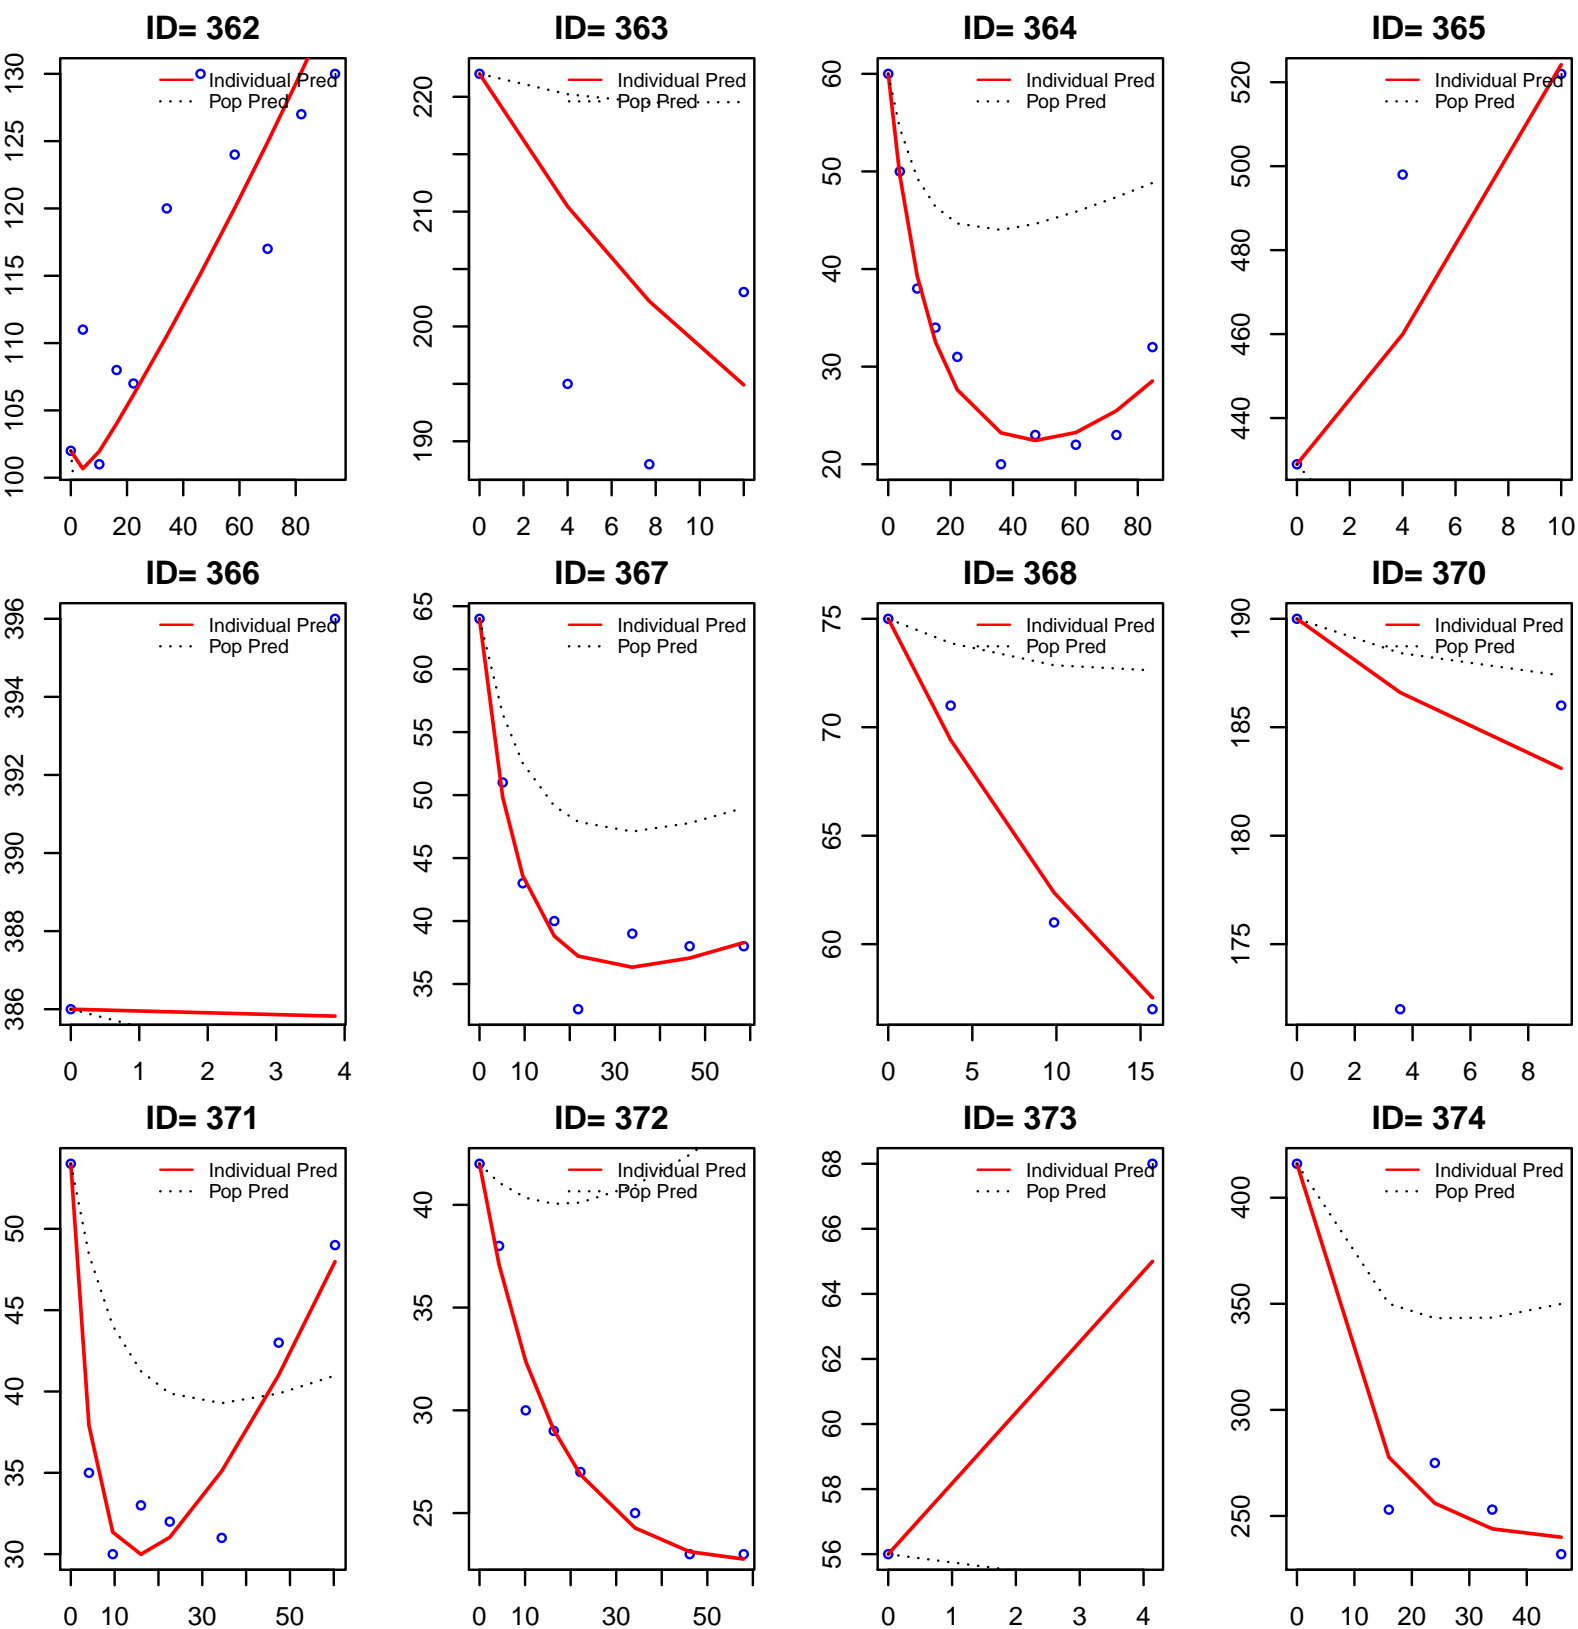 ID= 362
130
125
120
115
110
105
100
0 20 40 60 80
Individual Pred
Pop Pred
ID= 363
220
210
200
190
0 2 4 6 8 10
Individual Pred
Pop Pred
ID= 364
60
50
40
30
20
0 20 40 60 80
Individual Pred
Pop Pred
ID= 365
520
500
480
460
440
0 2 4 6 8 10
Individual Pred
Pop Pred
ID= 366
396
394
392
390
388
386
0 1 2 3 4
Individual Pred
Pop Pred
ID= 367
65
60
55
50
45
40
35
0 10 30 50
Individual Pred
Pop Pred
ID= 368
75
70
65
60
0 5 10 15
Individual Pred
Pop Pred
ID= 370
190
185
180
175
0 2 4 6 8
Individual Pred
Pop Pred
ID= 371
50
45
40
35
30
0 10 30 50
Individual Pred
Pop Pred
ID= 372
40
35
30
25
0 10 30 50
Individual Pred
Pop Pred
ID= 373
68
66
64
62
60
58
56
0 1 2 3 4
Individual Pred
Pop Pred
ID= 374
400
350
300
250
0 10 20 30 40
Individual Pred
Pop Pred